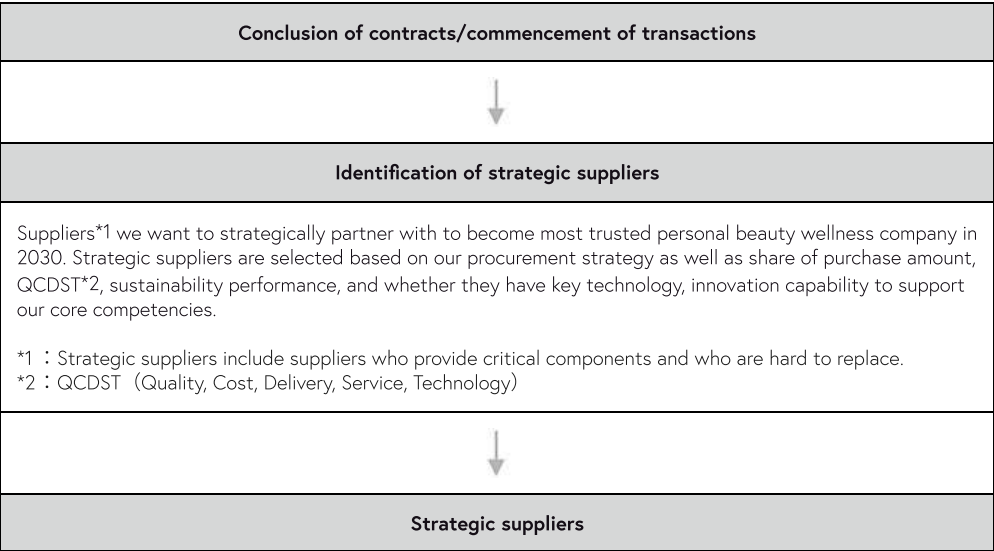 Conclusion of contracts/commencement of transactions
Identification of strategic suppliers
Suppliers*1 we want to strategically partner with to become most trusted personal beauty wellness company in
2030. Strategic suppliers are selected based on our procurement strategy as well as share of purchase amount,
QCDST*2, sustainability performance, and whether they have key technology, innovation capability to support
our core competencies.
*1 ：Strategic suppliers include suppliers who provide critical components and who are hard to replace.
*2 ：QCDST（Quality, Cost, Delivery, Service, Technology）
Strategic suppliers